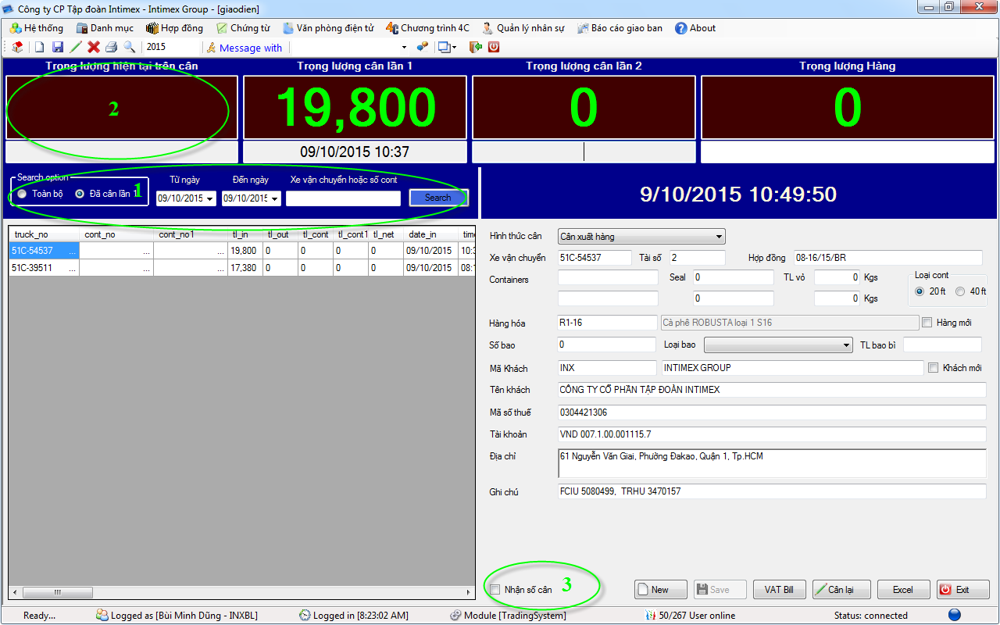 Công ty CP Tập đoàn Intimex - Intimex Group - [giaodien]
Hệ thống Danh mục Hợp đồng Chứng từ Văn phòng điện tử 4C Chương trình 4C Quản lý nhân sự Báo cáo giao ban About
2015 Message with
Trọng lượng hiện tại trên cân Trọng lượng cân lần 1 Trọng lượng cân lần 2 Trọng lượng Hàng
2 19,800 0 0
09/10/2015 10:37
Search option Từ ngày Đến ngày Xe vận chuyển hoặc số cont
Toàn bộ Đã cân lần 1 1 09/10/2015 09/10/2015 Search
9/10/2015 10:49:50
truck_no cont_no cont_no1 tl_in tl_out tl_cont tl_cont1 tl_net date_in
51C-54537 ... ... ... 19,800 0 0 0 0 09/10/2015
51C-39511 ... ... ... 17,380 0 0 0 0 09/10/2015
Hình thức cân Cân xuất hàng
Xe vận chuyển 51C-54537 Tài số 2 Hợp đồng 08-16/15/BR
Containers Seal 0 TL vỏ 0 Kgs Loại cont
0 0 Kgs 20 ft 40 ft
Hàng hóa R1-16 Cà phê ROBUSTA loại 1 S16 Hàng mới
Số bao 0 Loại bao TL bao bì
Mã Khách INX INTIMEX GROUP Khách mới
Tên khách CÔNG TY CỔ PHẦN TẬP ĐOÀN INTIMEX
Mã số thuế 0304421306
Tài khoản VND 007.1.00.001115.7
Địa chỉ 61 Nguyễn Văn Giai, Phường Đakao, Quận 1, Tp.HCM
Ghi chú FCIU 5080499, TRHU 3470157
Nhận số cân 3 New Save VAT Bill Cân lại Excel Exit
Ready... Logged as [Bùi Minh Dũng - INXBL] Logged in [8:23:02 AM] Module [TradingSystem] 50/267 User online Status: connected